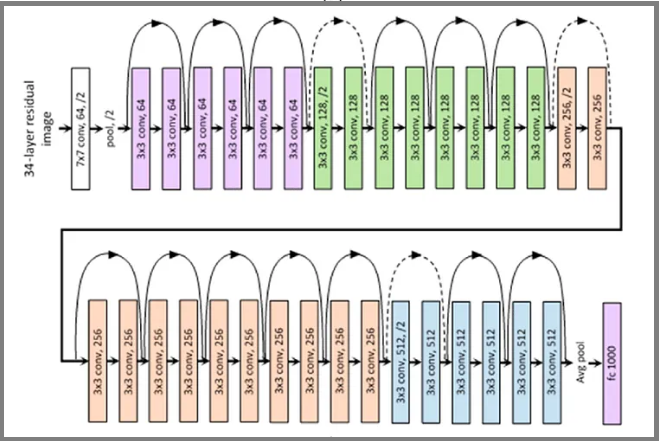 34-layer residual
image
7x7 conv, 64, /2
pool, /2
3x3 conv, 64
3x3 conv, 64
3x3 conv, 64
3x3 conv, 64
3x3 conv, 64
3x3 conv, 64
3x3 conv, 128, /2
3x3 conv, 128
3x3 conv, 128
3x3 conv, 128
3x3 conv, 128
3x3 conv, 128
3x3 conv, 128
3x3 conv, 128
3x3 conv, 256, /2
3x3 conv, 256
3x3 conv, 256
3x3 conv, 256
3x3 conv, 256
3x3 conv, 256
3x3 conv, 256
3x3 conv, 256
3x3 conv, 256
3x3 conv, 256
3x3 conv, 256
3x3 conv, 256
3x3 conv, 512, /2
3x3 conv, 512
3x3 conv, 512
3x3 conv, 512
3x3 conv, 512
3x3 conv, 512
Avg pool
fc 1000